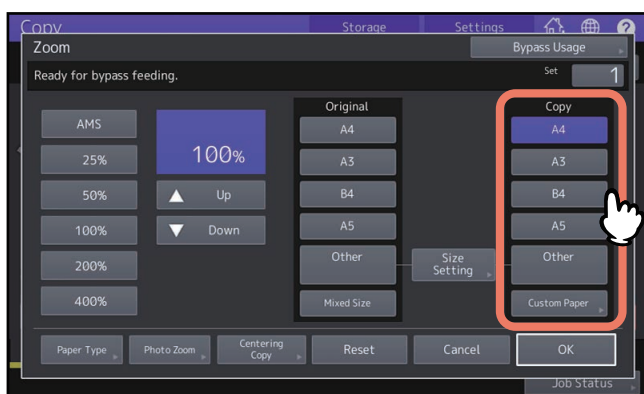 Copy
Storage
Settings
?
Zoom
Bypass Usage
Ready for bypass feeding.
Set
1
Original
Copy
AMS
25%
50%
100%
200%
400%
100%
Up
Down
A4
A3
B4
A5
Other
Mixed Size
Size
Setting
A4
A3
B4
A5
Other
Custom Paper
Paper Type
Photo Zoom
Centering
Copy
Reset
Cancel
OK
Job Status